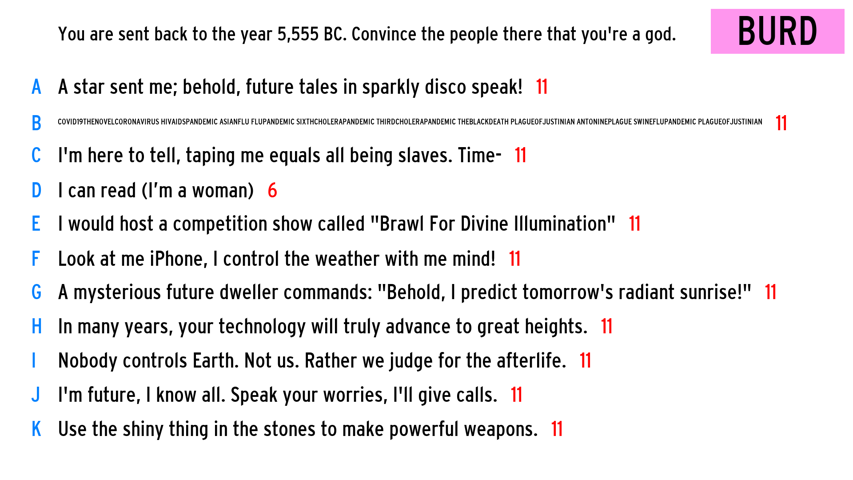 You are sent back to the year 5,555 BC. Convince the people there that you're a god.
BURD
A A star sent me; behold, future tales in sparkly disco speak! 11
B COVID19THENOVELCORONAVIRUS HIVAIDSPANDEMIC ASIANFLU FLUPANDEMIC SIXTHCHOLERAPANDEMIC THIRDCHOLERAPANDEMIC THEBLACKDEATH PLAGUEOFJUSTINIAN ANTONINEPLAGUE SWINEFLUPANDEMIC PLAGUEOFJUSTINIAN 11
C I'm here to tell, taping me equals all being slaves. Time- 11
D I can read (I'm a woman) 6
E I would host a competition show called "Brawl For Divine Illumination" 11
F Look at me iPhone, I control the weather with me mind! 11
G A mysterious future dweller commands: "Behold, I predict tomorrow's radiant sunrise!" 11
H In many years, your technology will truly advance to great heights. 11
I Nobody controls Earth. Not us. Rather we judge for the afterlife. 11
J I'm future, I know all. Speak your worries, I'll give calls. 11
K Use the shiny thing in the stones to make powerful weapons. 11